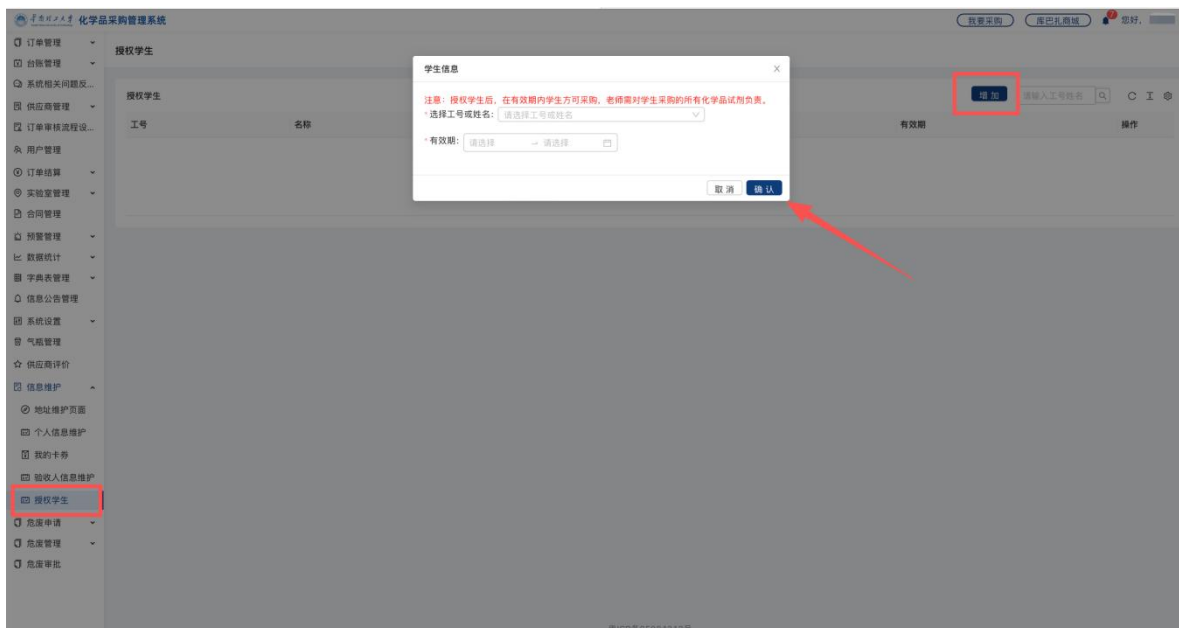 化学品采购管理系统
我要采购
库巴扎商城
7
您好,
订单管理
台账管理
系统相关问题反...
供应商管理
订单审核流程设...
用户管理
订单结算
实验室管理
合同管理
预警管理
数据统计
字典表管理
信息公告管理
系统设置
气瓶管理
供应商评价
信息维护
地址维护页面
个人信息维护
我的卡券
验收人信息维护
授权学生
危废申请
危废管理
危废审批
授权学生
授权学生
增加
请输入工号姓名
工号 名称 有效期 操作
学生信息
注意:授权学生后,在有效期内学生方可采购、老师需对学生采购的所有化学品试剂负责。
*选择工号或姓名: 请选择工号或姓名
*有效期: 请选择 → 请选择
取消 确认